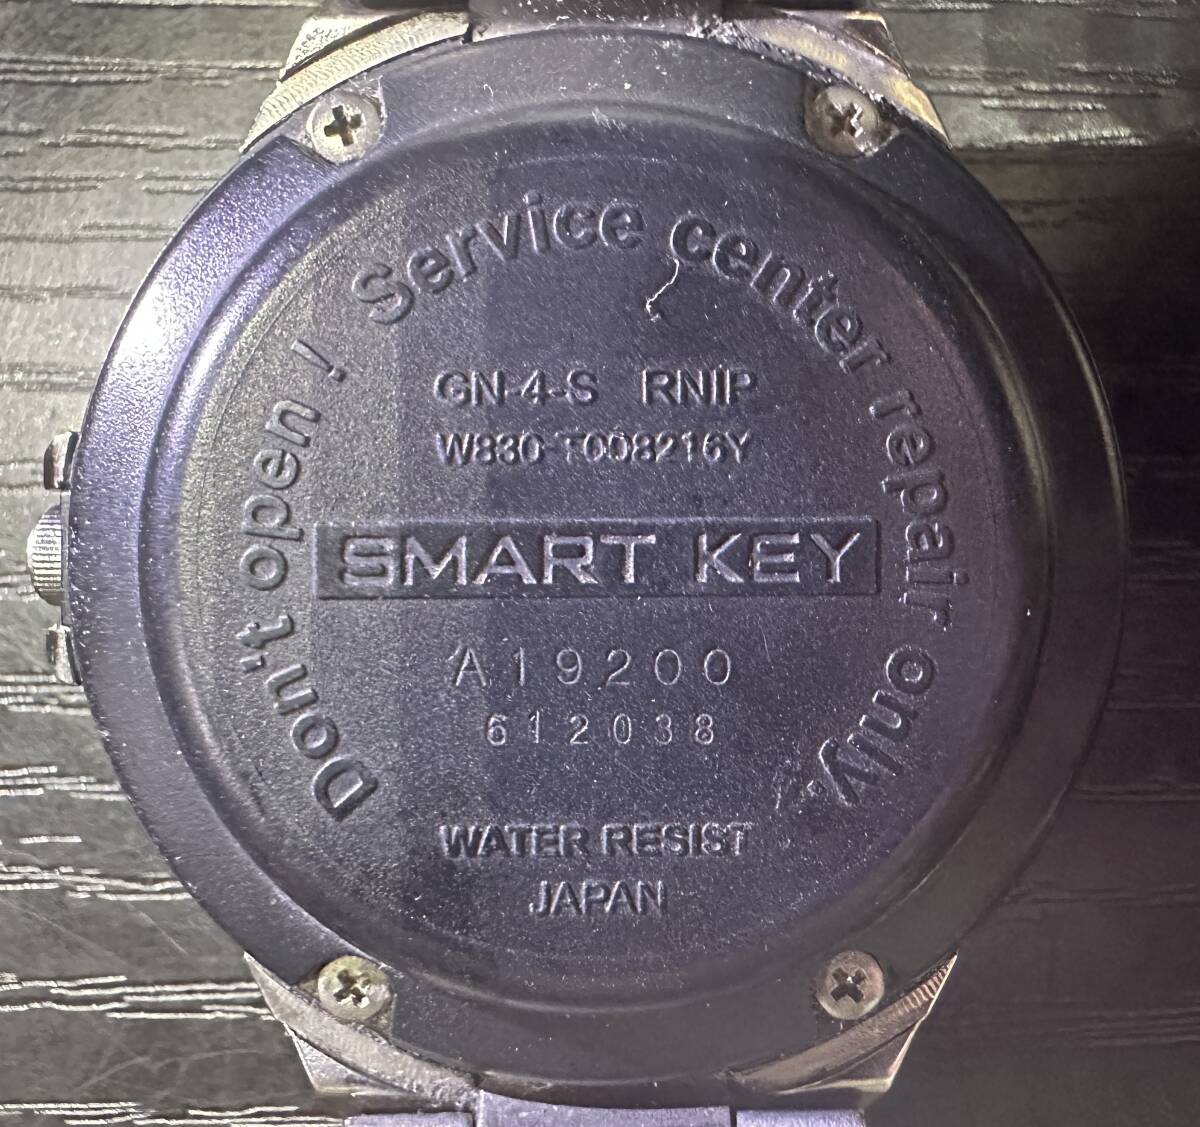 Don't open ! Service center repair only.
GN-4-S RNIP
W830-T008216Y
SMART KEY
A19200
612038
WATER RESIST
JAPAN